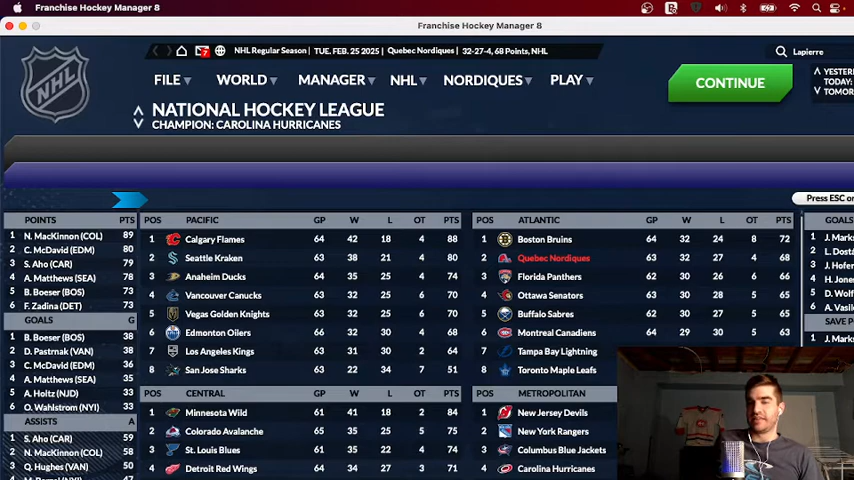 Franchise Hockey Manager 8
Franchise Hockey Manager 8
NHL Regular Season | TUE. FEB. 25 2025 | Quebec Nordiques | 32-27-4, 68 Points, NHL
7
Lapierre
FILE WORLD MANAGER NHL NORDIQUES PLAY
CONTINUE
YESTER
TODAY:
TOMOR
NATIONAL HOCKEY LEAGUE
CHAMPION: CAROLINA HURRICANES
NHL
Press ESC or
POINTS PTS
1 N. MacKinnon (COL) 89
2 C. McDavid (EDM) 80
3 S. Aho (CAR) 79
4 A. Matthews (SEA) 78
5 B. Boeser (BOS) 73
6 F. Zadina (DET) 73
GOALS G
1 B. Boeser (BOS) 38
2 D. Pastrnak (VAN) 38
3 C. McDavid (EDM) 36
4 A. Matthews (SEA) 35
5 A. Holtz (NJD) 33
6 O. Wahlstrom (NYI) 33
ASSISTS A
1 S. Aho (CAR) 59
2 N. MacKinnon (COL) 58
3 Q. Hughes (VAN) 50
POS PACIFIC GP W L OT PTS
1 Calgary Flames 64 42 18 4 88
2 Seattle Kraken 63 38 21 4 80
3 Anaheim Ducks 64 35 25 4 74
4 Vancouver Canucks 63 32 25 6 70
5 Vegas Golden Knights 63 32 25 6 70
6 Edmonton Oilers 66 32 30 4 68
7 Los Angeles Kings 63 31 30 2 64
8 San Jose Sharks 63 22 34 7 51
POS CENTRAL GP W L OT PTS
1 Minnesota Wild 61 41 18 2 84
2 Colorado Avalanche 65 35 25 5 75
3 St. Louis Blues 61 35 22 4 74
4 Detroit Red Wings 64 34 27 3 71
POS ATLANTIC GP W L OT PTS
1 Boston Bruins 64 32 24 8 72
2 Quebec Nordiques 63 32 27 4 68
3 Florida Panthers 62 30 26 6 66
4 Ottawa Senators 63 30 28 5 65
5 Buffalo Sabres 62 30 27 5 65
6 Montreal Canadiens 64 29 30 5 63
7 Tampa Bay Lightning
8 Toronto Maple Leafs
POS METROPOLITAN
1 New Jersey Devils
2 New York Rangers
3 Columbus Blue Jackets
4 Carolina Hurricanes
GOALS
1 J. Mark
2 L. Dosta
3 J. Hofer
4 H. Jones
5 D. Wolf
6 A. Vasile
SAVE P
1 J. Mark